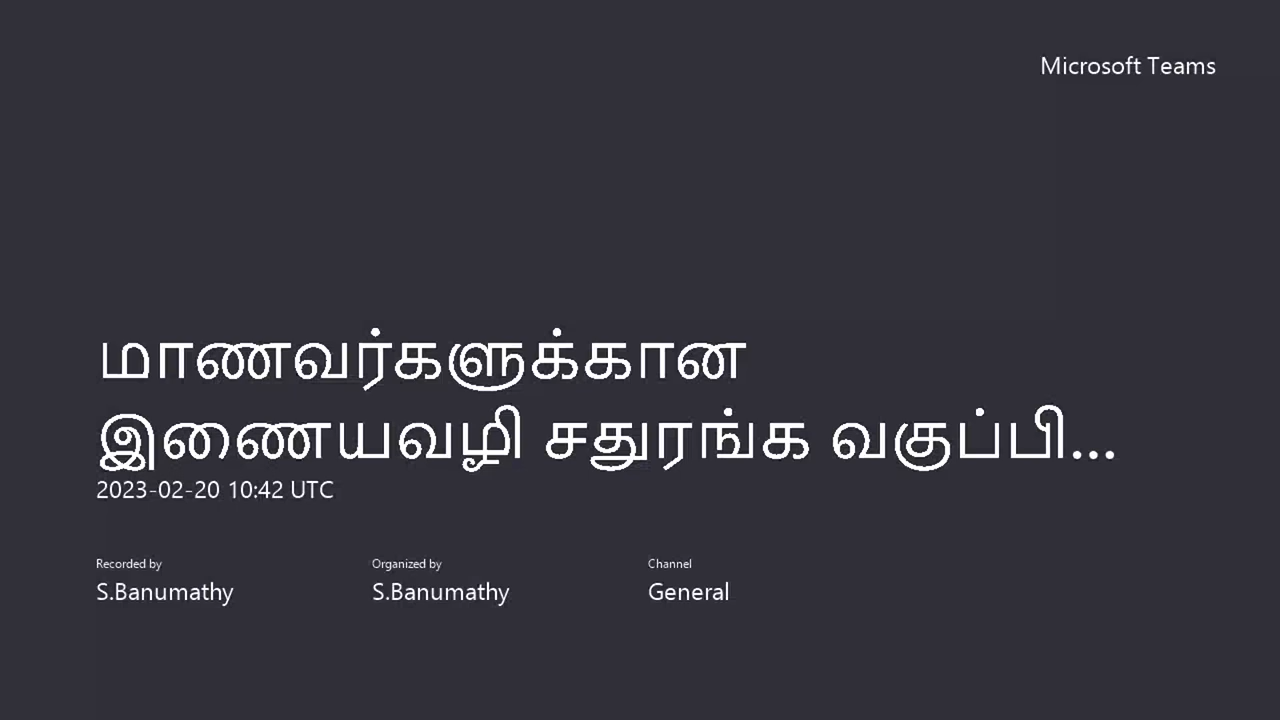 Microsoft Teams
மாணவர்களுக்கான
இணையவழி சதுரங்க வகுப்பி...
2023-02-20 10:42 UTC
Recorded by Organized by Channel
S.Banumathy S.Banumathy General